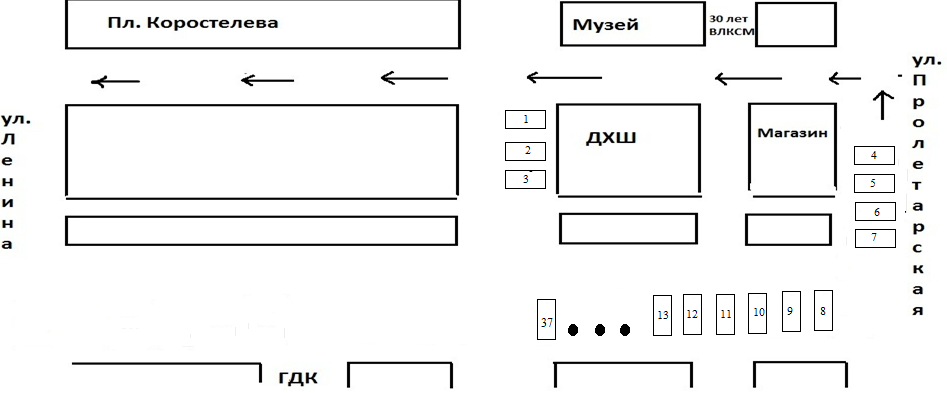 Пл. Коростелева
Музей
30 лет
ВЛКСМ
ул.
Пролетарская
ул.
Ленина
1
2
3
ДХШ
Магазин
4
5
6
7
37
13
12
11
10
9
8
ГДК